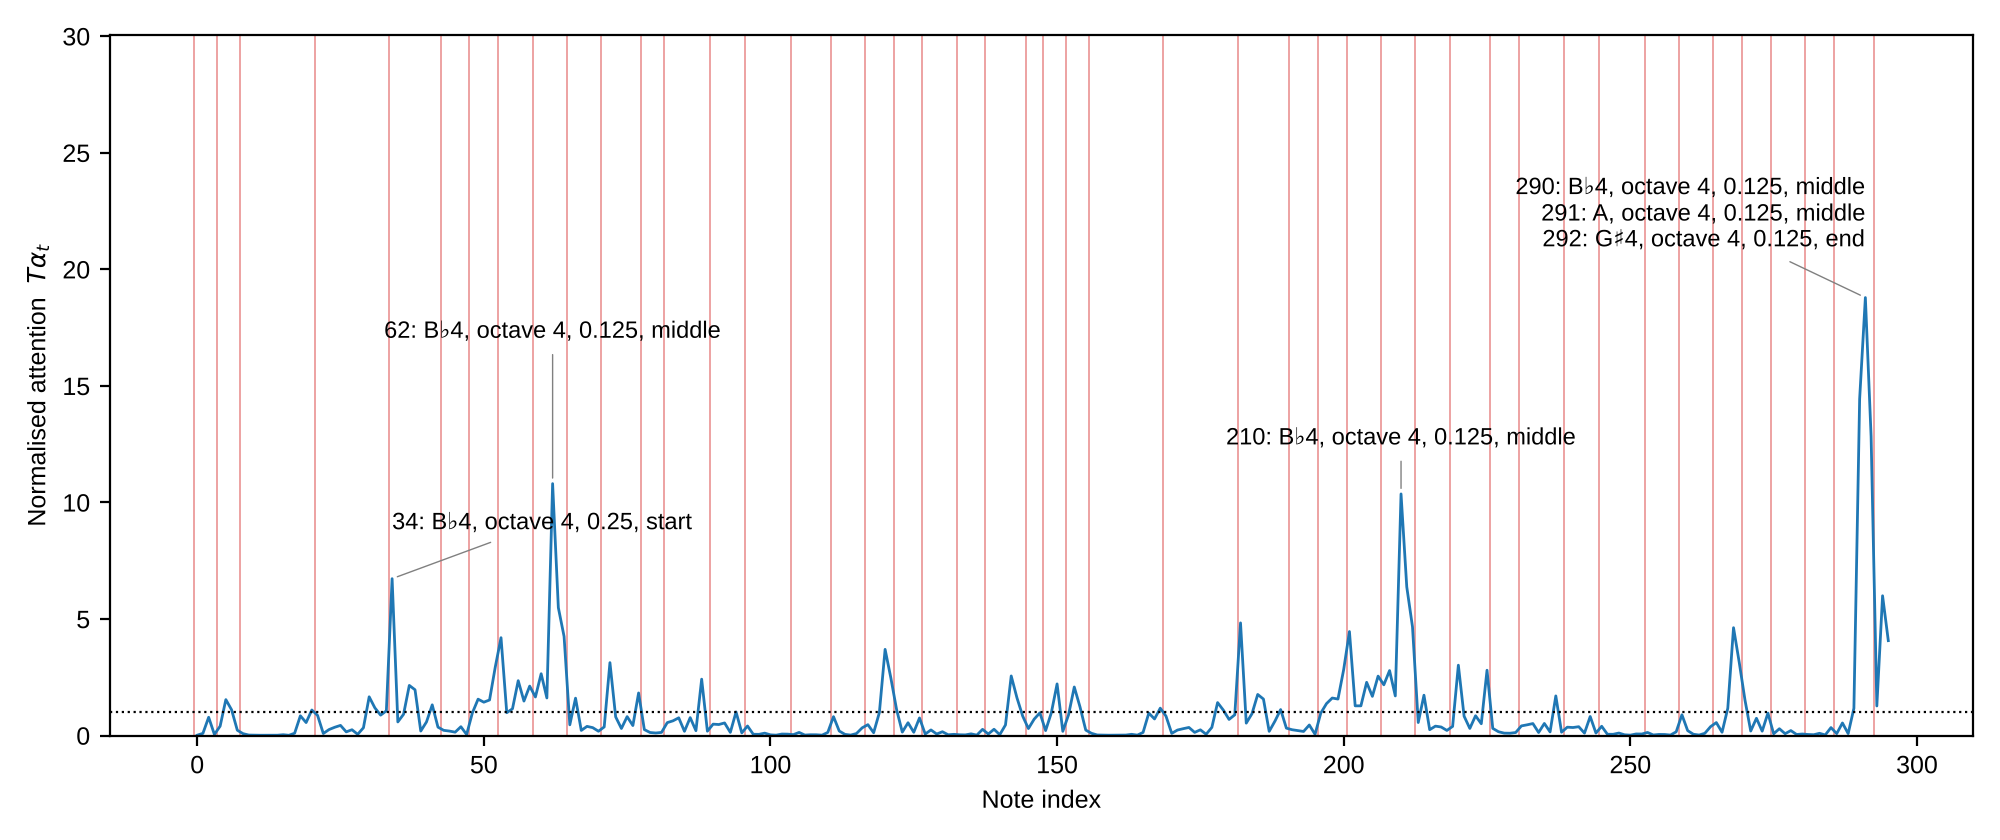 30
25
20
15
10
5
0
Normalised attention Tαt
290: B♭4, octave 4, 0.125, middle
291: A, octave 4, 0.125, middle
292: G♯4, octave 4, 0.125, end
62: B♭4, octave 4, 0.125, middle
210: B♭4, octave 4, 0.125, middle
34: B♭4, octave 4, 0.25, start
0 50 100 150 200 250 300
Note index